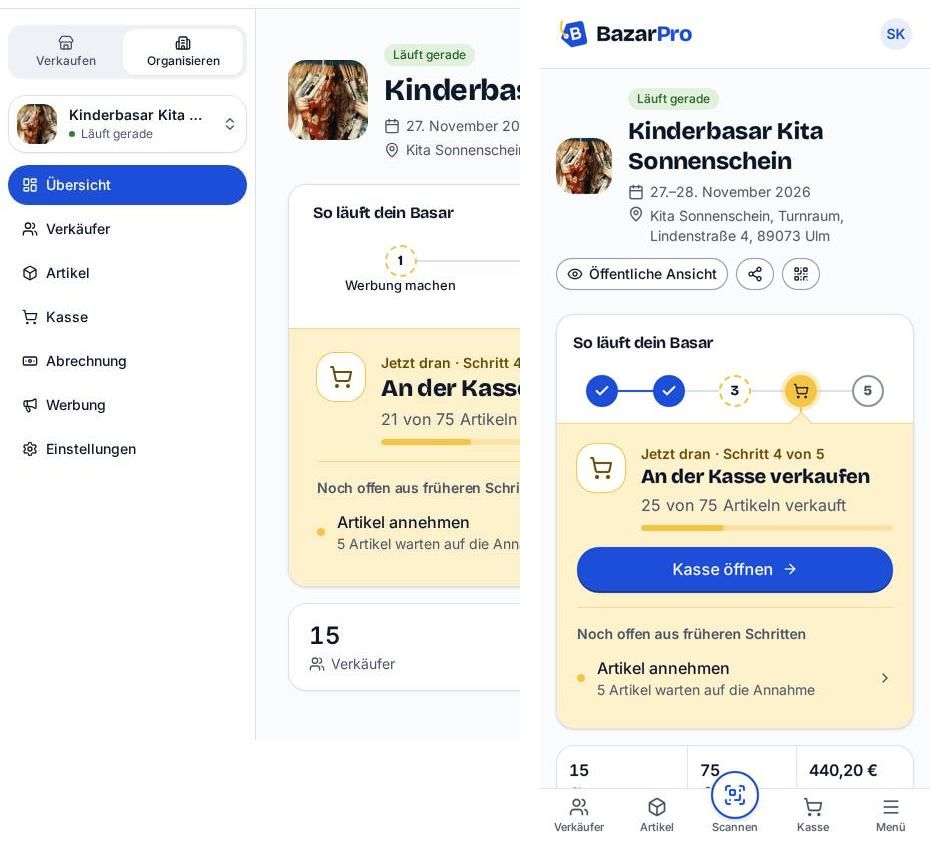 Verkaufen
Organisieren
Kinderbasar Kita ...
Läuft gerade
Übersicht
Verkäufer
Artikel
Kasse
Abrechnung
Werbung
Einstellungen
Läuft gerade
Kinderbas
27. November 20
Kita Sonnenschein
So läuft dein Basar
1
Werbung machen
Jetzt dran · Schritt 4
An der Kasse
21 von 75 Artikeln
Noch offen aus früheren Schri
Artikel annehmen
5 Artikel warten auf die Ann
15
Verkäufer
B BazarPro
SK
Läuft gerade
Kinderbasar Kita
Sonnenschein
27.–28. November 2026
Kita Sonnenschein, Turnraum,
Lindenstraße 4, 89073 Ulm
Öffentliche Ansicht
So läuft dein Basar
3
5
Jetzt dran · Schritt 4 von 5
An der Kasse verkaufen
25 von 75 Artikeln verkauft
Kasse öffnen
Noch offen aus früheren Schritten
Artikel annehmen
5 Artikel warten auf die Annahme
15
75
440,20 €
Verkäufer
Artikel
Scannen
Kasse
Menü